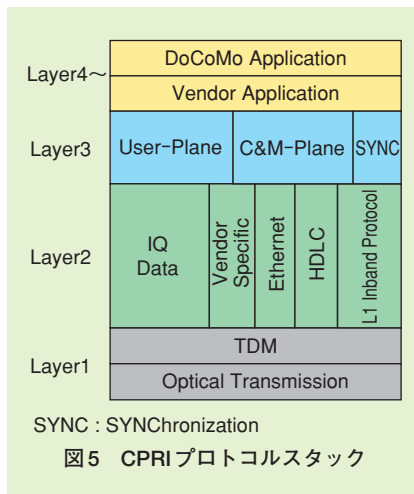 Layer4～
DoCoMo Application
Vendor Application
Layer3
User-Plane
C&M-Plane
SYNC
Layer2
IQ
Data
Vendor
Specific
Ethernet
HDLC
L1 Inband Protocol
Layer1
TDM
Optical Transmission
SYNC : SYNChronization
図5 CPRIプロトコルスタック